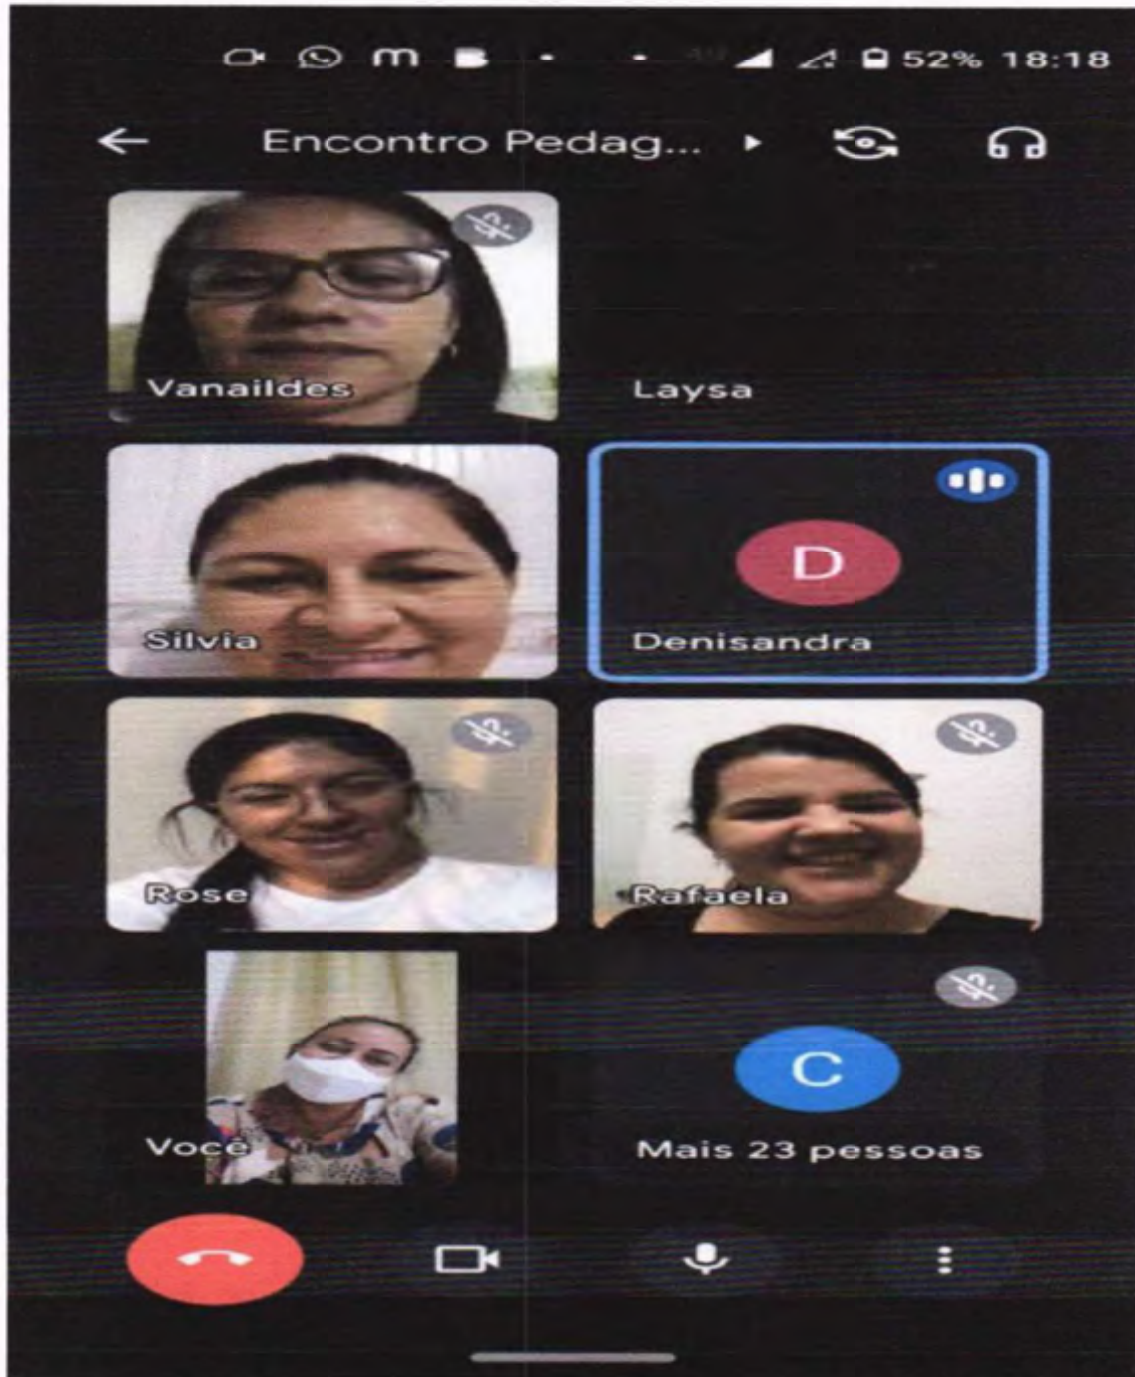 52% 18:18
Encontro Pedag...
Vanaildes
Laysa
Silvia
D
Denisandra
Rose
Rafaela
Você
C
Mais 23 pessoas